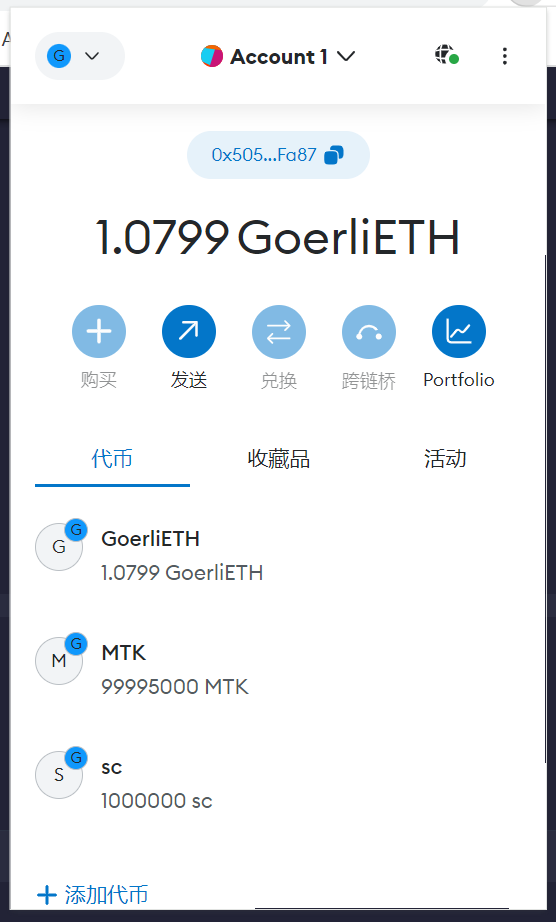 A
G
Account 1
0x505...Fa87
1.0799 GoerliETH
购买
发送
兑换
跨链桥
Portfolio
代币
收藏品
活动
G
G
GoerliETH
1.0799 GoerliETH
G
M
MTK
99995000 MTK
G
S
sc
1000000 sc
添加代币